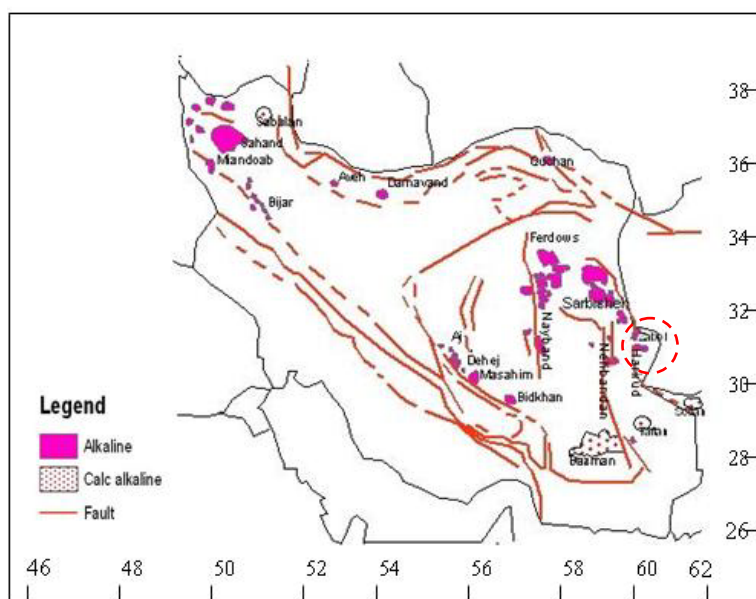 38
Sabalan
Sahand
Miandoab
Quchan
36
Aveh
Damavand
Bijar
34
Ferdows
32
Sarbisheh
Nayband
Nehbandan
Harirud
Aj
Dehej
Masahim
30
Bidkhan
Taftan
28
Bazman
26
Legend
Alkaline
Calc alkaline
Fault
46
48
50
52
54
56
58
60
62